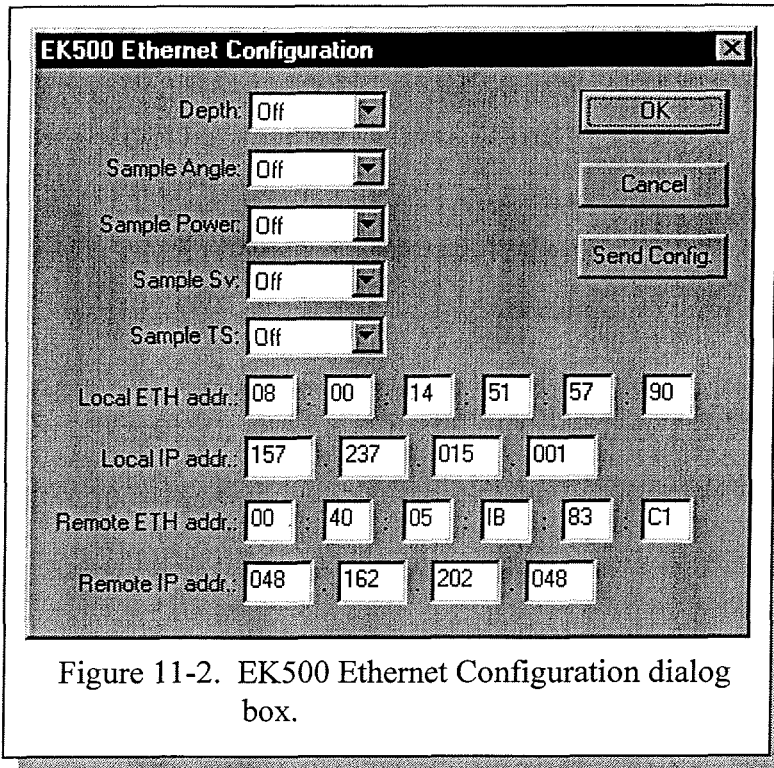 EK500 Ethernet Configuration
Depth: Off
OK
Sample Angle: Off
Cancel
Sample Power: Off
Sample Sv: Off
Send Config.
Sample TS: Off
Local ETH addr.: 08 : 00 : 14 : 51 : 57 : 90
Local IP addr.: 157 . 237 . 015 . 001
Remote ETH addr.: 00 : 40 : 05 : IB : 83 : C1
Remote IP addr.: 048 . 162 . 202 . 048
Figure 11-2. EK500 Ethernet Configuration dialog
box.